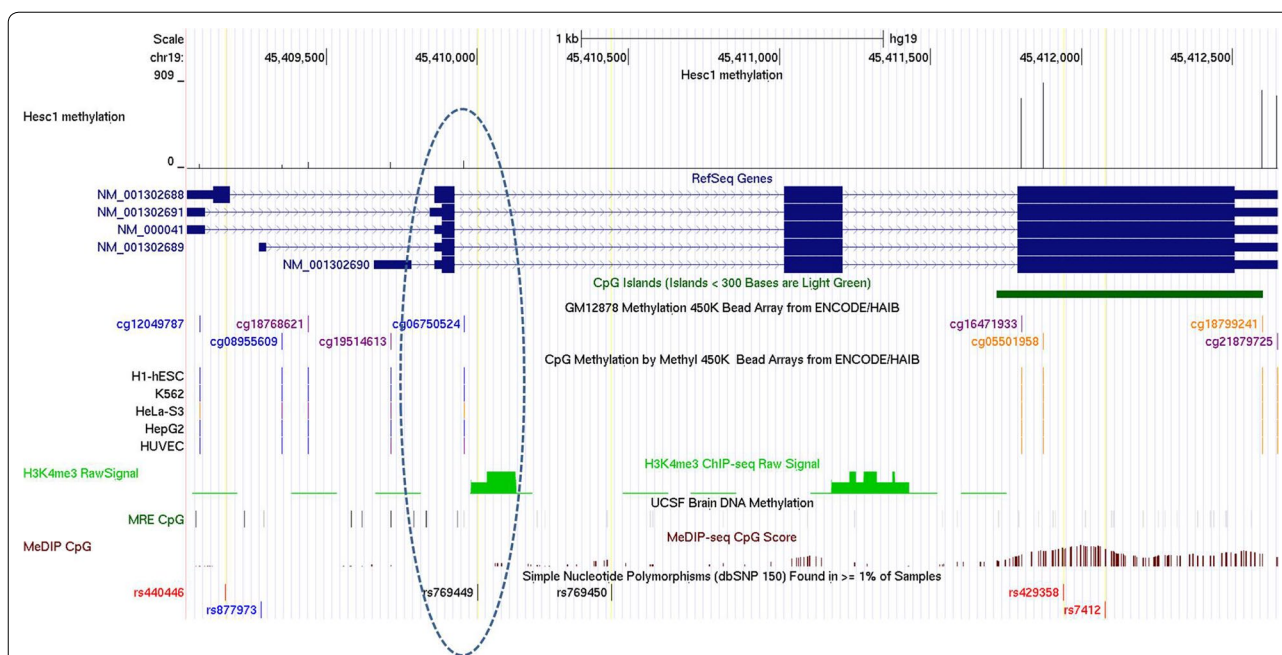 Scale 1 kb hg19
chr19: 45,409,500 45,410,000 45,410,500 45,411,000 45,411,500 45,412,000 45,412,500
909 Hesc1 methylation
Hesc1 methylation
0
RefSeq Genes
NM_001302688
NM_001302691
NM_000041
NM_001302689
NM_001302690
CpG Islands (Islands < 300 Bases are Light Green)
GM12878 Methylation 450K Bead Array from ENCODE/HAIB
cg12049787 cg18768621 cg06750524 cg16471933 cg18799241
cg08955609 cg19514613 cg05501958 cg21879725
CpG Methylation by Methyl 450K Bead Arrays from ENCODE/HAIB
H1-hESC
K562
HeLa-S3
HepG2
HUVEC
H3K4me3 RawSignal H3K4me3 ChIP-seq Raw Signal
UCSF Brain DNA Methylation
MRE CpG
MeDIP CpG MeDIP-seq CpG Score
Simple Nucleotide Polymorphisms (dbSNP 150) Found in >= 1% of Samples
rs440446 rs769449 rs769450 rs429358
rs877973 rs7412